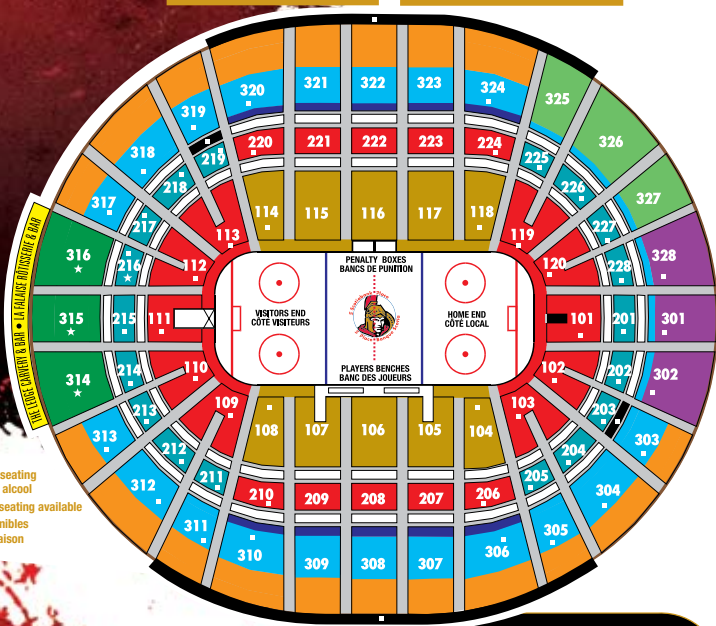 320 321 322 323 324
319 325
318 326
317 327
316 328
315 301
314 302
313 303
312 304
311 305
310 309 308 307 306
220 221 222 223 224
219 225
218 226
217 227
216 228
215 201
214 202
213 203
212 204
211 205
210 209 208 207 206
114 115 116 117 118
113 119
112 120
111 101
110 102
109 103
108 107 106 105 104
THE LEDGE CARVERY & BAR • LA FALAISE RÔTISSERIE & BAR
PENALTY BOXES
BANCS DE PUNITION
VISITORS END
CÔTÉ VISITEURS
HOME END
CÔTÉ LOCAL
PLAYERS BENCHES
BANC DES JOUEURS
seating
alcool
seating available
nibles
aison